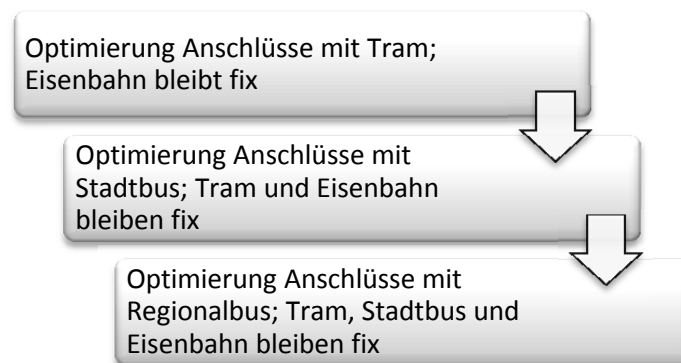 Optimierung Anschlüsse mit Tram;
Eisenbahn bleibt fix
Optimierung Anschlüsse mit
Stadtbus; Tram und Eisenbahn
bleiben fix
Optimierung Anschlüsse mit
Regionalbus; Tram, Stadtbus und
Eisenbahn bleiben fix